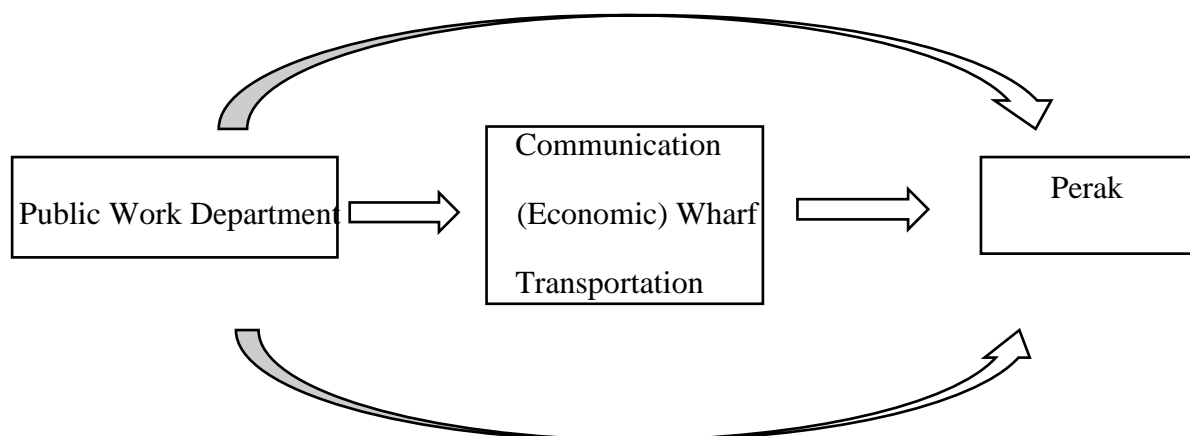 Public Work Department
Communication
(Economic) Wharf
Transportation
Perak